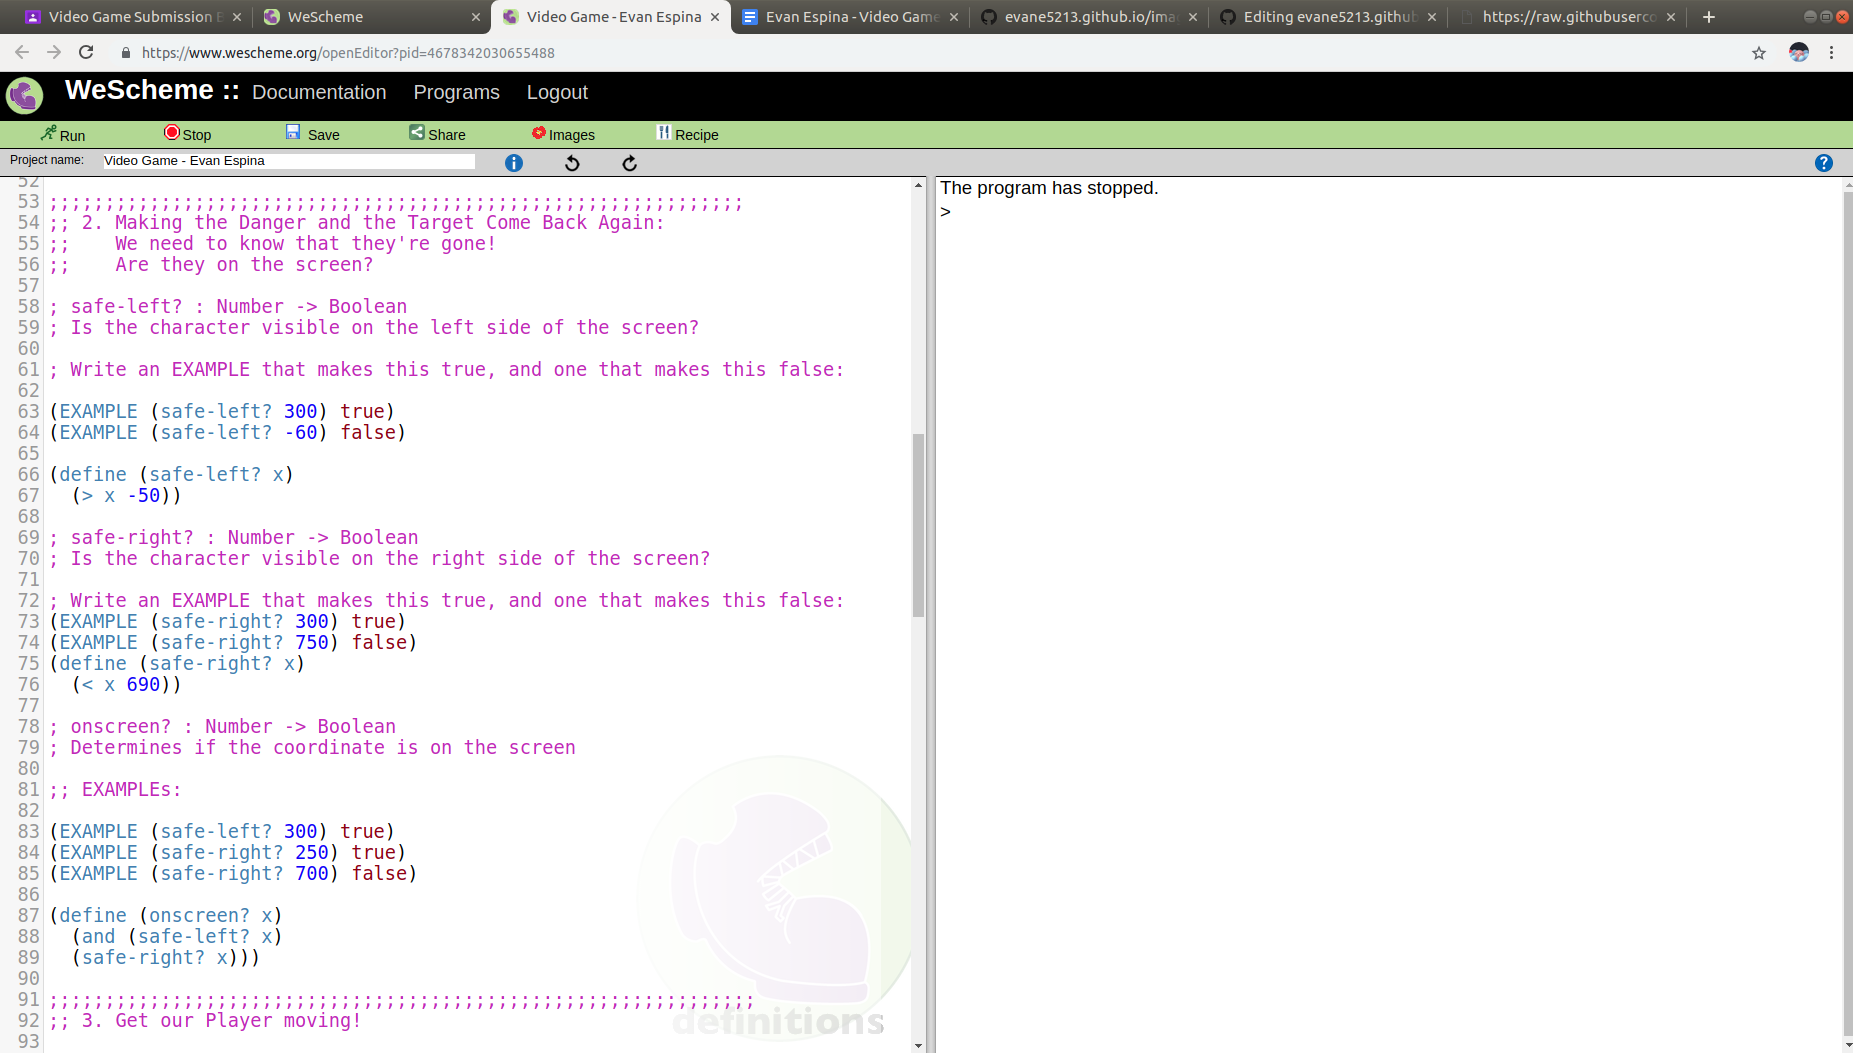 Video Game Submission
WeScheme
Video Game - Evan Espina
Evan Espina - Video Game
evane5213.github.io/ima
Editing evane5213.github
https://raw.githubuserco
https://www.wescheme.org/openEditor?pid=4678342030655488
WeScheme :: Documentation Programs Logout
Run Stop Save Share Images Recipe
Project name: Video Game - Evan Espina
52
53 ;;;;;;;;;;;;;;;;;;;;;;;;;;;;;;;;;;;;;;;;;;;;;;;;;;;;;;;;;;;;;;
54 ;; 2. Making the Danger and the Target Come Back Again:
55 ;;    We need to know that they're gone!
56 ;;    Are they on the screen?
57
58 ; safe-left? : Number -> Boolean
59 ; Is the character visible on the left side of the screen?
60
61 ; Write an EXAMPLE that makes this true, and one that makes this false:
62
63 (EXAMPLE (safe-left? 300) true)
64 (EXAMPLE (safe-left? -60) false)
65
66 (define (safe-left? x)
67   (> x -50))
68
69 ; safe-right? : Number -> Boolean
70 ; Is the character visible on the right side of the screen?
71
72 ; Write an EXAMPLE that makes this true, and one that makes this false:
73 (EXAMPLE (safe-right? 300) true)
74 (EXAMPLE (safe-right? 750) false)
75 (define (safe-right? x)
76   (< x 690))
77
78 ; onscreen? : Number -> Boolean
79 ; Determines if the coordinate is on the screen
80
81 ;; EXAMPLEs:
82
83 (EXAMPLE (safe-left? 300) true)
84 (EXAMPLE (safe-right? 250) true)
85 (EXAMPLE (safe-right? 700) false)
86
87 (define (onscreen? x)
88   (and (safe-left? x)
89   (safe-right? x)))
90
91 ;;;;;;;;;;;;;;;;;;;;;;;;;;;;;;;;;;;;;;;;;;;;;;;;;;;;;;;;;;;;;;;
92 ;; 3. Get our Player moving!
93
definitions
The program has stopped.
>